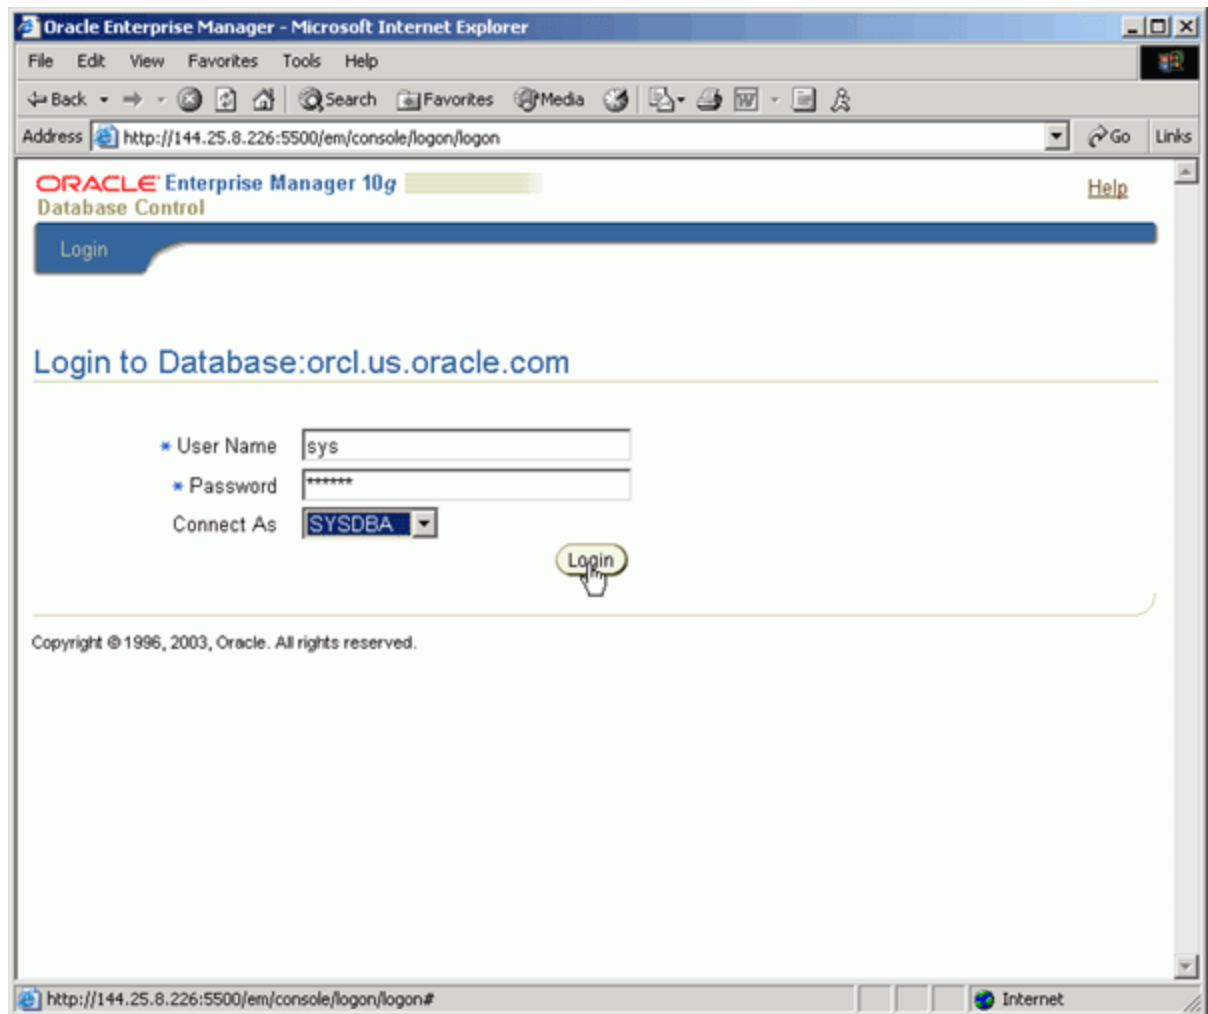 Oracle Enterprise Manager - Microsoft Internet Explorer
File Edit View Favorites Tools Help
Back Search Favorites Media
Address http://144.25.8.226:5500/em/console/logon/logon Go Links
ORACLE Enterprise Manager 10g
Database Control
Help
Login
Login to Database:orcl.us.oracle.com
* User Name sys
* Password ******
Connect As SYSDBA
Login
Copyright © 1996, 2003, Oracle. All rights reserved.
http://144.25.8.226:5500/em/console/logon/logon# Internet